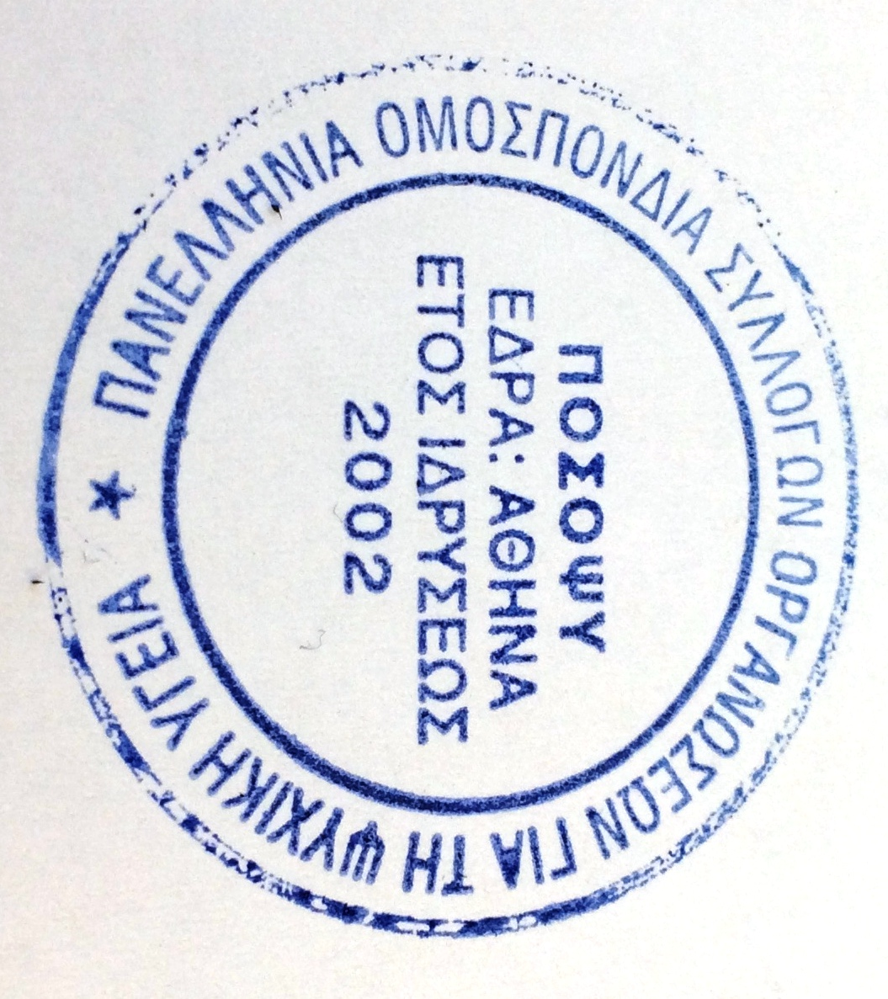 ΠΑΝΕΛΛΗΝΙΑ ΟΜΟΣΠΟΝΔΙΑ ΣΥΛΛΟΓΩΝ ΟΡΓΑΝΩΣΕΩΝ ΓΙΑ ΤΗ ΨΥΧΙΚΗ ΥΓΕΙΑ ★
ΠΟΣΟΨΥ
ΕΔΡΑ: ΑΘΗΝΑ
ΕΤΟΣ ΙΔΡΥΣΕΩΣ
2002